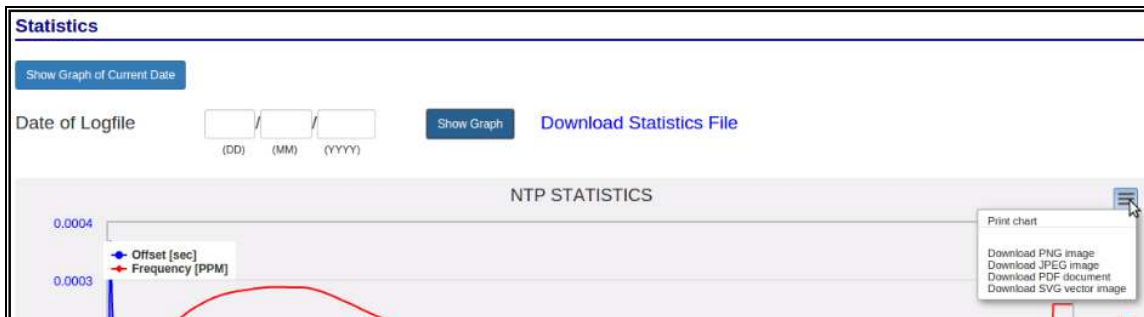 Statistics
Show Graph of Current Date
Date of Logfile / / Show Graph Download Statistics File
(DD) (MM) (YYYY)
NTP STATISTICS
Print chart
0.0004
Offset [sec]
Download PNG image
Frequency [PPM]
Download JPEG image
0.0003
Download PDF document
Download SVG vector image